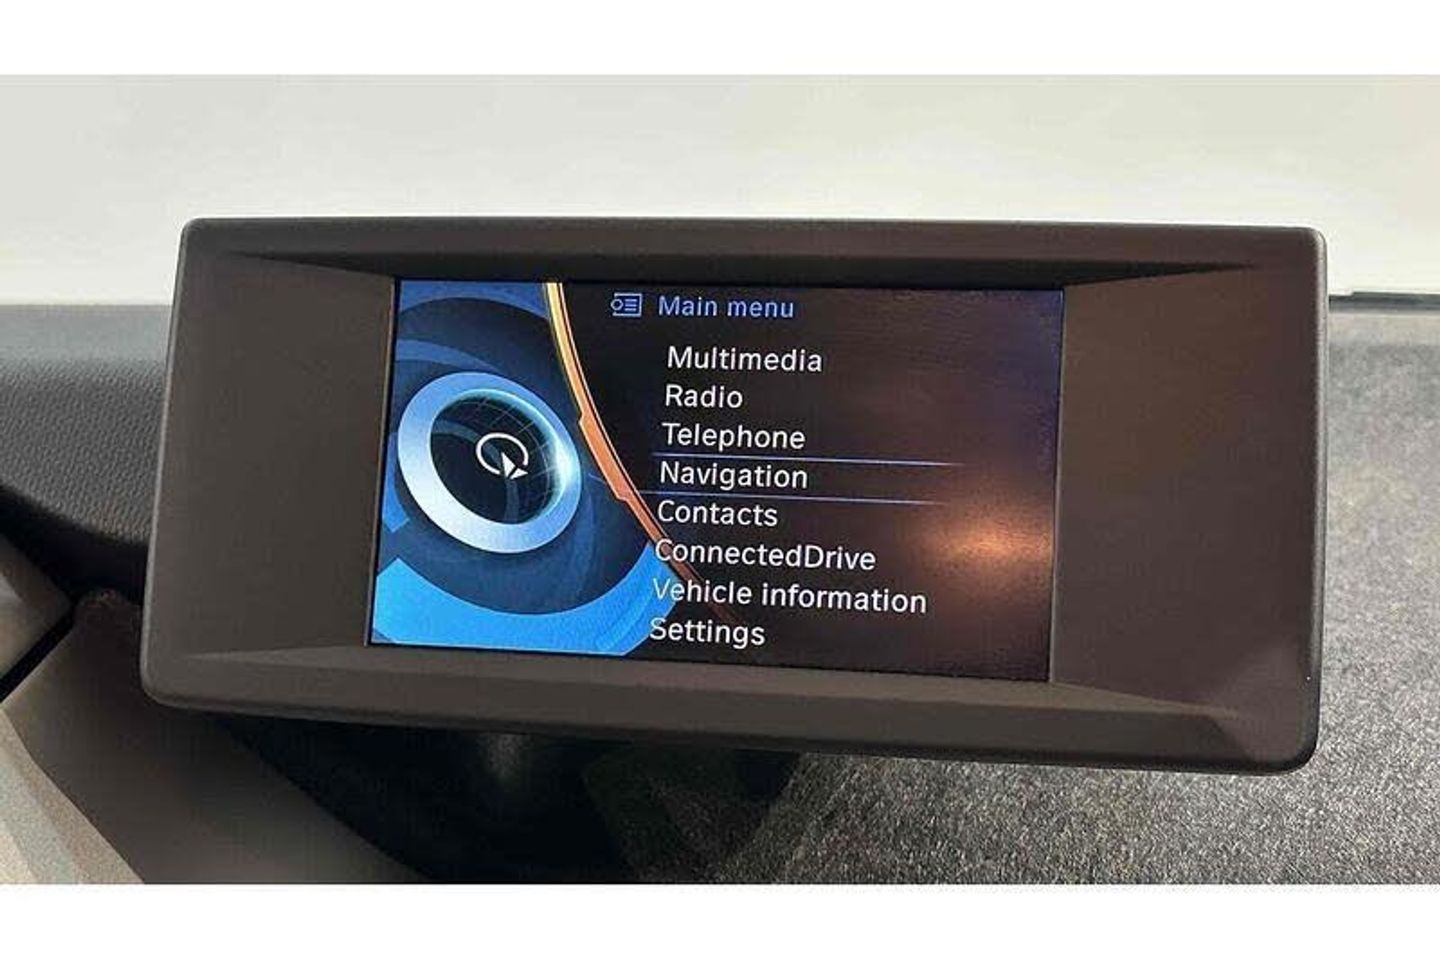 Main menu
Multimedia
Radio
Telephone
Navigation
Contacts
ConnectedDrive
Vehicle information
Settings